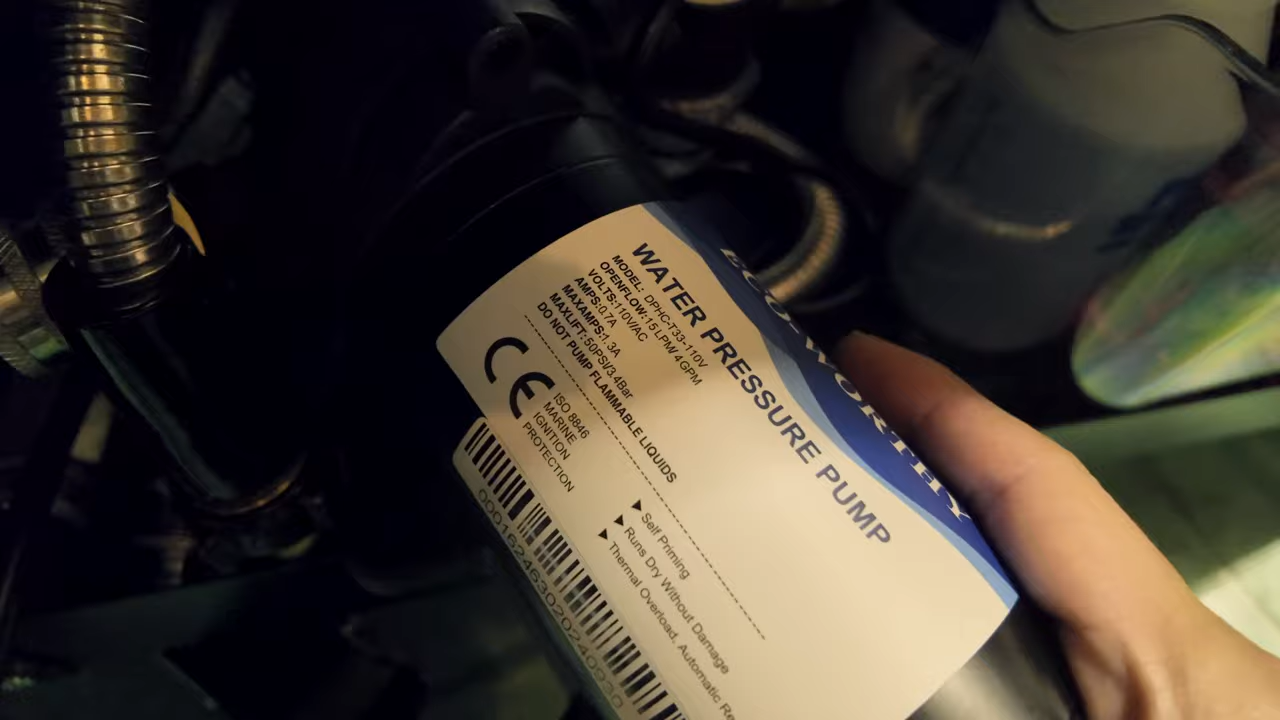 ECO-WORTHY
WATER PRESSURE PUMP
MODEL: DPHC-T33-110V
OPENFLOW:15LPM/4GPM
VOLTS:110V/AC
AMPS:0.7A
MAXAMPS:1.3A
MAXLIFT:50PSI/3.4Bar
DO NOT PUMP FLAMMABLE LIQUIDS
CE
ISO 8846
MARINE
IGNITION
PROTECTION
▶ Self Priming
▶ Runs Dry Without Damage
▶ Thermal Overload, Automatic